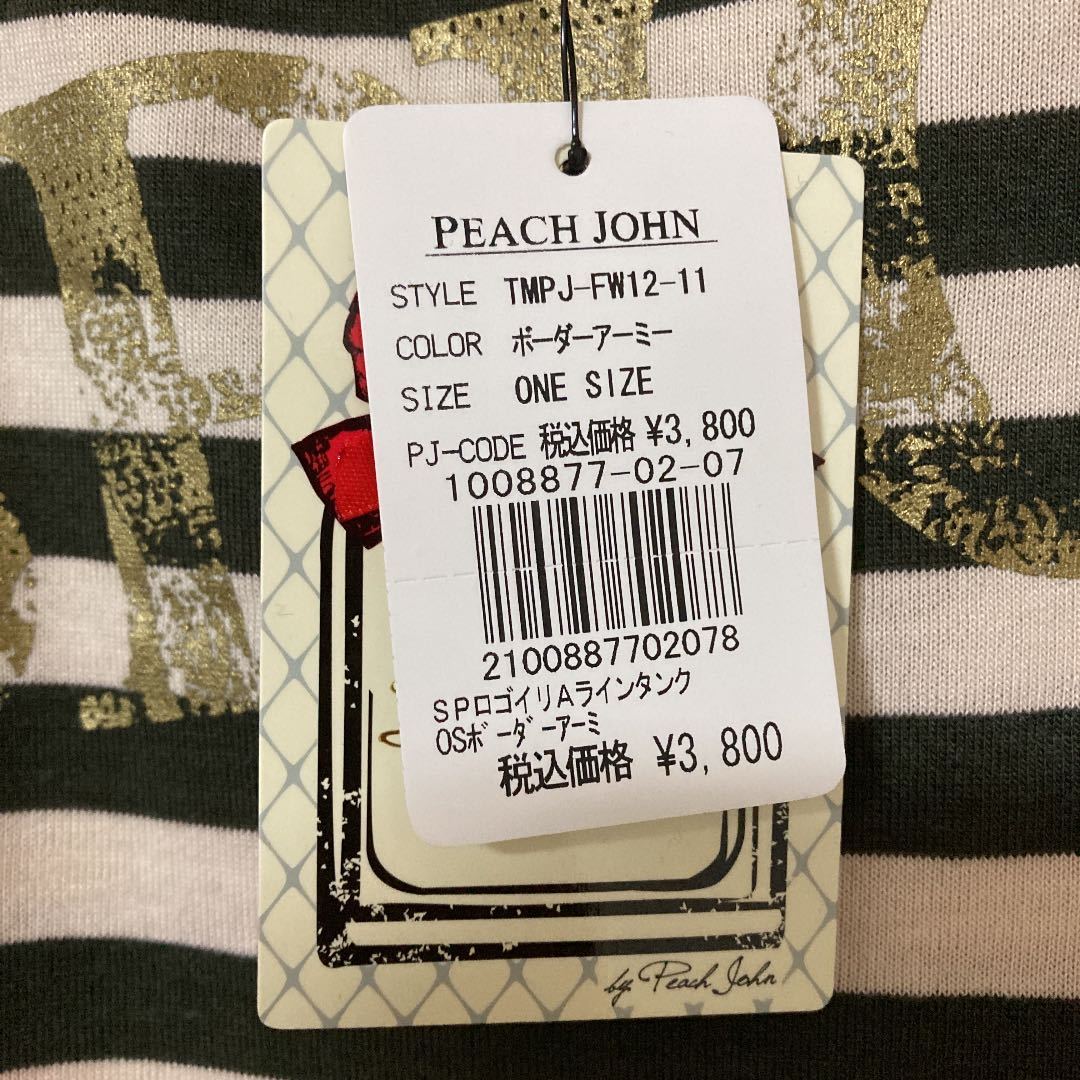 PEACH JOHN
STYLE TMPJ-FW12-11
COLOR ボーダーアーミー
SIZE ONE SIZE
PJ-CODE 税込価格 ¥3,800
1008877-02-07
2100887702078
SPロゴイリAラインタンク
OSボーダーアーミ
税込価格 ¥3,800
by Peach John